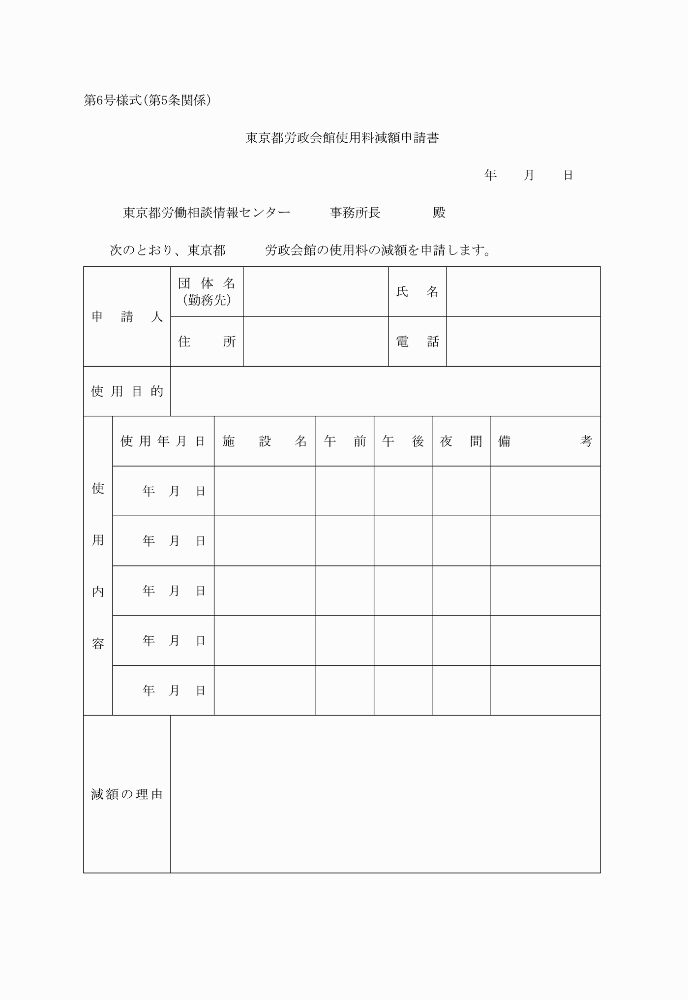 第6号様式(第5条関係)
東京都労政会館使用料減額申請書
年　月　日
東京都労働相談情報センター　　　事務所長　　　　殿
次のとおり、東京都　　　労政会館の使用料の減額を申請します。
申請人
団体名
(勤務先)
氏名
住所
電話
使用目的
使用内容
使用年月日　施設名　午前　午後　夜間　備考
年　月　日
年　月　日
年　月　日
年　月　日
年　月　日
減額の理由